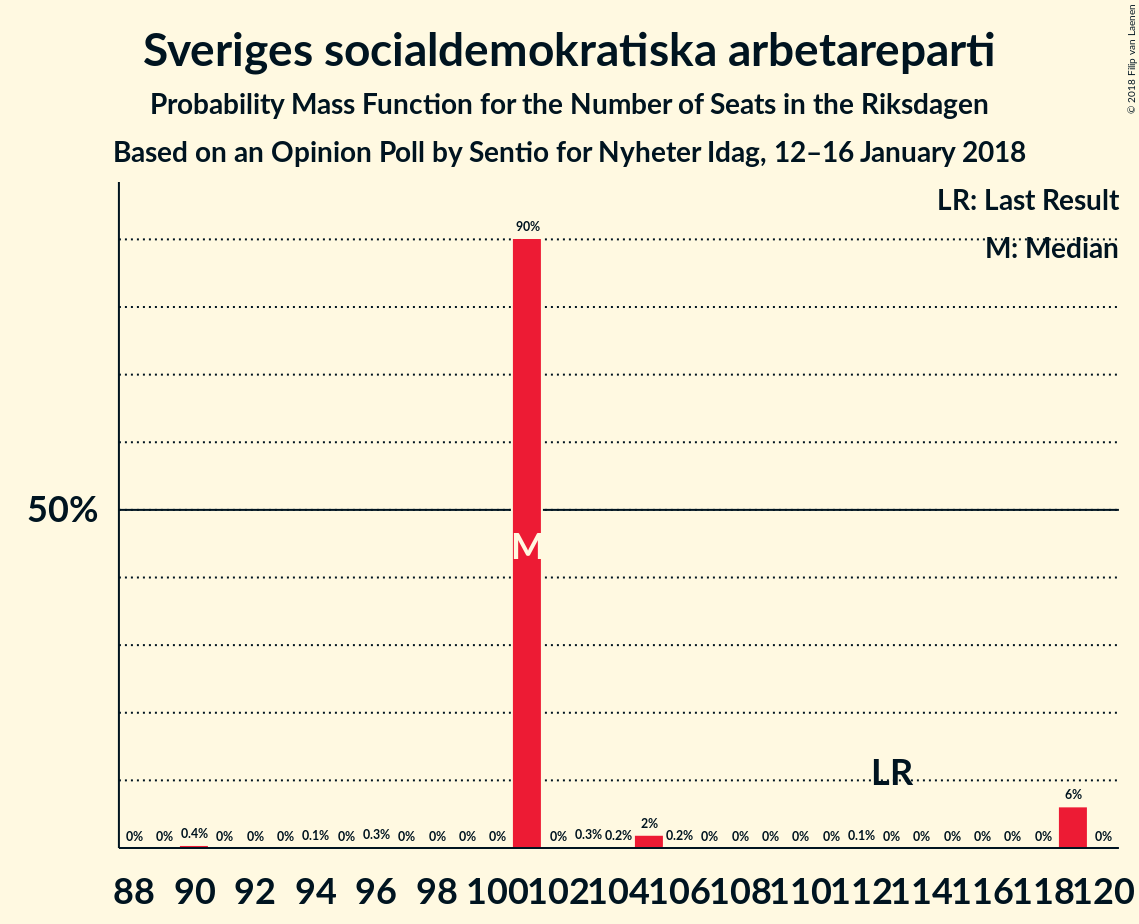 Sveriges socialdemokratiska arbetareparti
Probability Mass Function for the Number of Seats in the Riksdagen
Based on an Opinion Poll by Sentio for Nyheter Idag, 12–16 January 2018
© 2018 Filip van Laenen
LR: Last Result
M: Median
90%
50%
M
LR
6%
2%
0% 0% 0.4% 0% 0% 0% 0.1% 0% 0.3% 0% 0% 0% 0% 0% 0.3% 0.2% 0.2% 0% 0% 0% 0% 0% 0.1% 0% 0% 0% 0% 0% 0% 0%
88 90 92 94 96 98 100 102 104 106 108 110 112 114 116 118 120